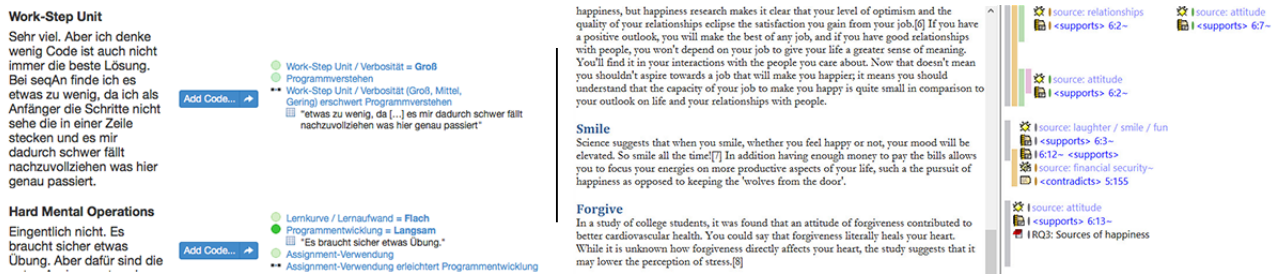 Work-Step Unit
Sehr viel. Aber ich denke
wenig Code ist auch nicht
immer die beste Lösung.
Bei seqAn finde ich es
etwas zu wenig, da ich als
Anfänger die Schritte nicht
sehe die in einer Zeile
stecken und es mir
dadurch schwer fällt
nachzuvollziehen was hier
genau passiert.
Add Code...
Work-Step Unit / Verbosität = Groß
Programmverstehen
Work-Step Unit / Verbosität (Groß, Mittel,
Gering) erschwert Programmverstehen
"etwas zu wenig, da [...] es mir dadurch schwer fällt
nachzuvollziehen was hier genau passiert"
Hard Mental Operations
Eingentlich nicht. Es
braucht sicher etwas
Übung. Aber dafür sind die
Add Code...
Lernkurve / Lernaufwand = Flach
Programmentwicklung = Langsam
"Es braucht sicher etwas Übung."
Assignment-Verwendung
Assignment-Verwendung erleichtert Programmentwicklung
happiness, but happiness research makes it clear that your level of optimism and the
quality of your relationships eclipse the satisfaction you gain from your job.[6] If you have
a positive outlook, you will make the best of any job, and if you have good relationships
with people, you won't depend on your job to give your life a greater sense of meaning.
You'll find it in your interactions with the people you care about. Now that doesn't mean
you shouldn't aspire towards a job that will make you happier; it means you should
understand that the capacity of your job to make you happy is quite small in comparison to
your outlook on life and your relationships with people.
Smile
Science suggests that when you smile, whether you feel happy or not, your mood will be
elevated. So smile all the time![7] In addition having enough money to pay the bills allows
you to focus your energies on more productive aspects of your life, such a the pursuit of
happiness as opposed to keeping the 'wolves from the door'.
Forgive
In a study of college students, it was found that an attitude of forgiveness contributed to
better cardiovascular health. You could say that forgiveness literally heals your heart.
While it is unknown how forgiveness directly affects your heart, the study suggests that it
may lower the perception of stress.[8]
source: relationships
<supports> 6:2~
source: attitude
<supports> 6:7~
source: attitude
<supports> 6:2~
source: laughter / smile / fun
<supports> 6:3~
6:12~ <supports>
source: financial security~
<contradicts> 5:155
source: attitude
<supports> 6:13~
RQ3: Sources of happiness